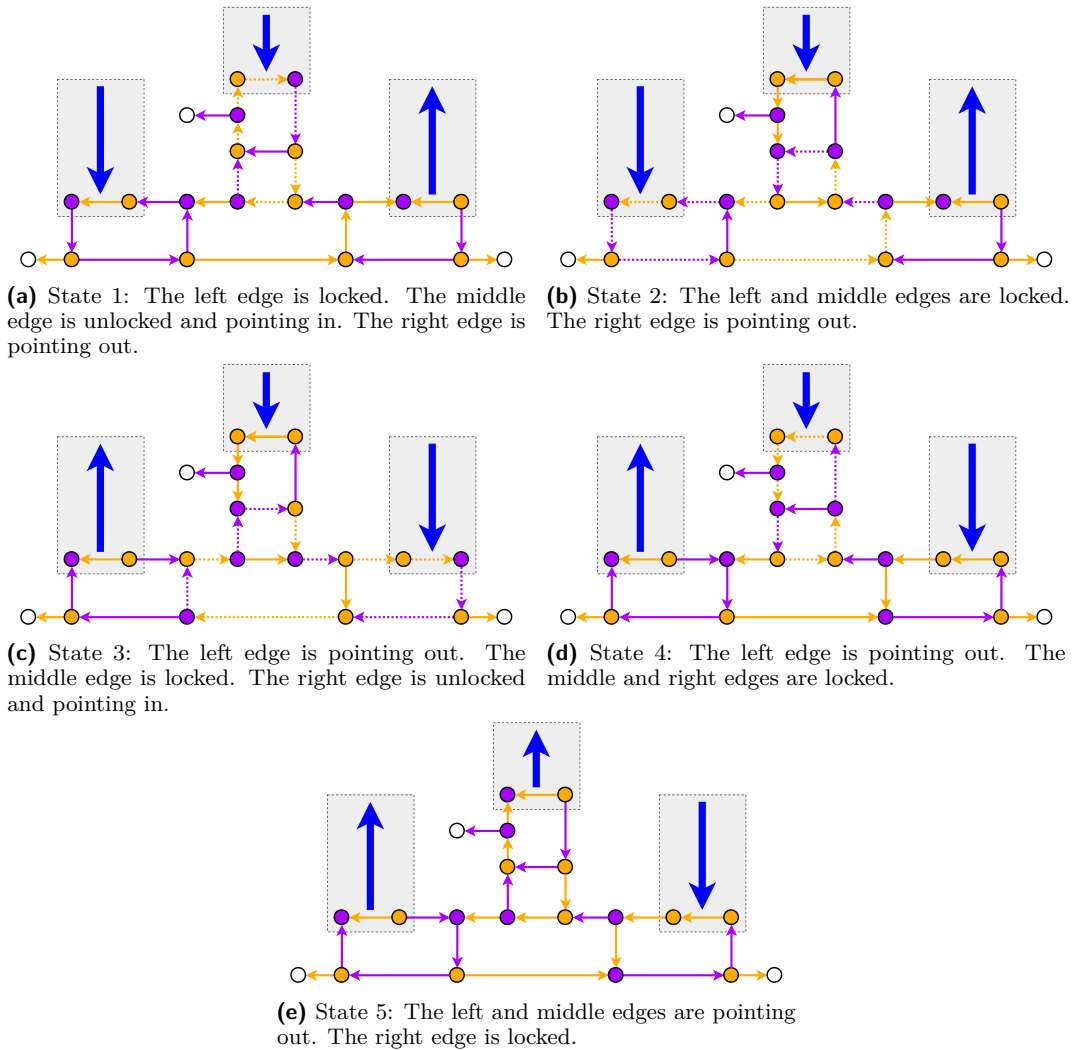 (a) State 1: The left edge is locked. The middle
edge is unlocked and pointing in. The right edge is
pointing out.
(b) State 2: The left and middle edges are locked.
The right edge is pointing out.
(c) State 3: The left edge is pointing out. The
middle edge is locked. The right edge is unlocked
and pointing in.
(d) State 4: The left edge is pointing out. The
middle and right edges are locked.
(e) State 5: The left and middle edges are pointing
out. The right edge is locked.